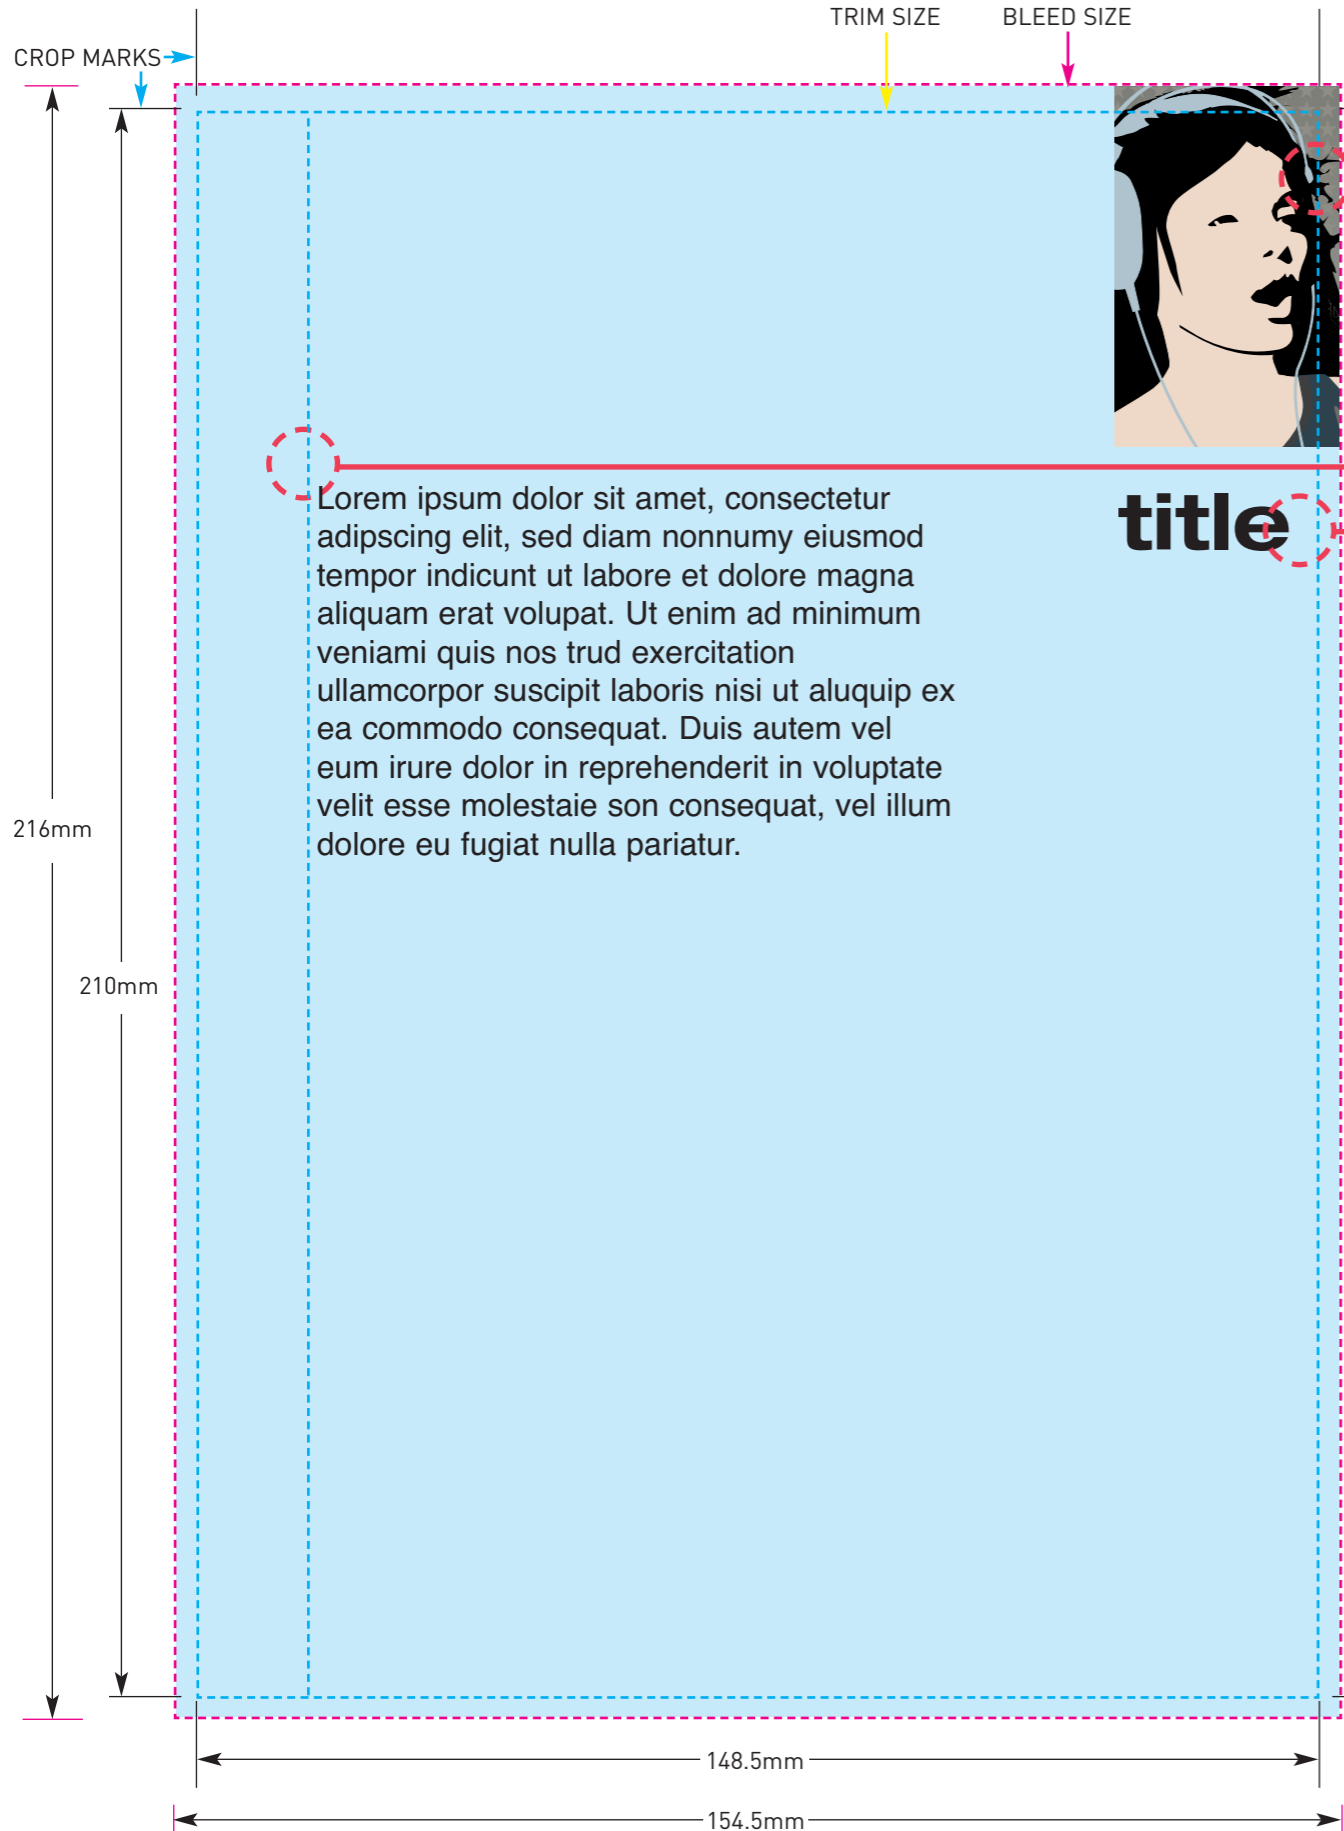 TRIM SIZE
BLEED SIZE
CROP MARKS
Lorem ipsum dolor sit amet, consectetur
adipscing elit, sed diam nonnumy eiusmod
tempor indicunt ut labore et dolore magna
aliquam erat volupat. Ut enim ad minimum
veniami quis nos trud exercitation
ullamcorpor suscipit laboris nisi ut aluquip ex
ea commodo consequat. Duis autem vel
eum irure dolor in reprehenderit in voluptate
velit esse molestaie son consequat, vel illum
dolore eu fugiat nulla pariatur.
title
216mm
210mm
148.5mm
154.5mm